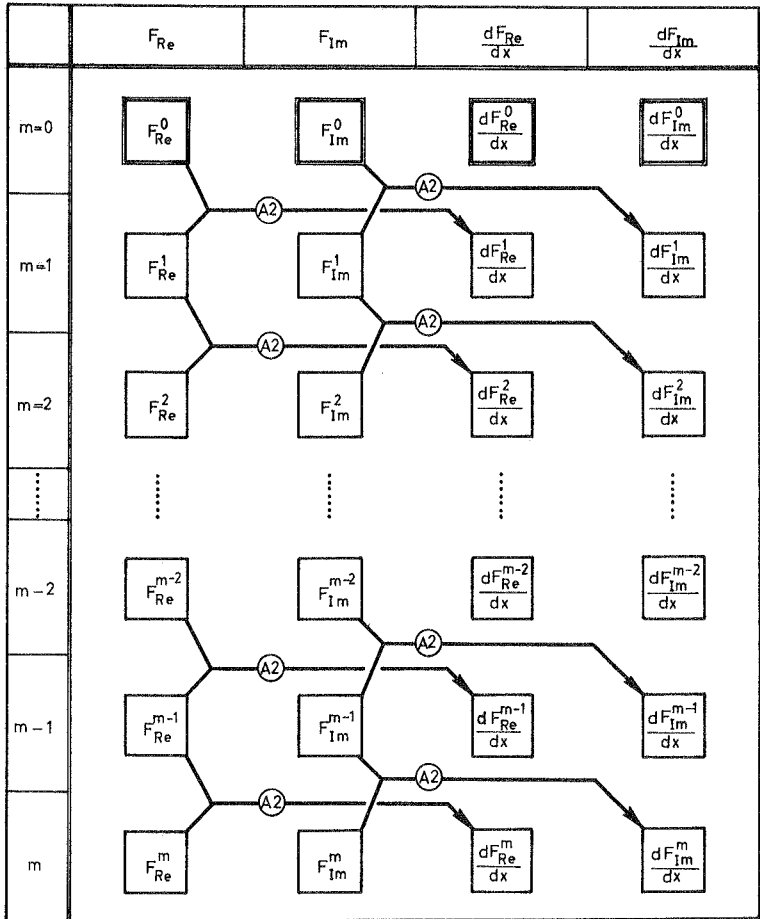 F_Re F_Im dF_Re/dx dF_Im/dx
m=0 F_Re^0 F_Im^0 dF_Re^0/dx dF_Im^0/dx
A2
A2
m=1 F_Re^1 F_Im^1 dF_Re^1/dx dF_Im^1/dx
A2
A2
m=2 F_Re^2 F_Im^2 dF_Re^2/dx dF_Im^2/dx
m-2 F_Re^m-2 F_Im^m-2 dF_Re^m-2/dx dF_Im^m-2/dx
A2
A2
m-1 F_Re^m-1 F_Im^m-1 dF_Re^m-1/dx dF_Im^m-1/dx
A2
A2
m F_Re^m F_Im^m dF_Re^m/dx dF_Im^m/dx